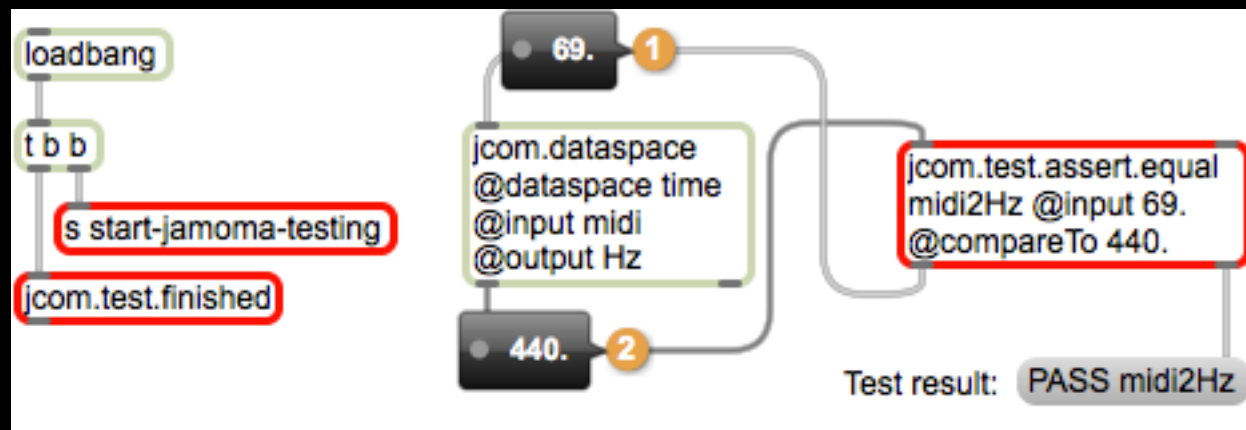 loadbang
t b b
s start-jamoma-testing
jcom.test.finished
69.
1
jcom.dataspace
@dataspace time
@input midi
@output Hz
440.
2
jcom.test.assert.equal
midi2Hz @input 69.
@compareTo 440.
Test result: PASS midi2Hz